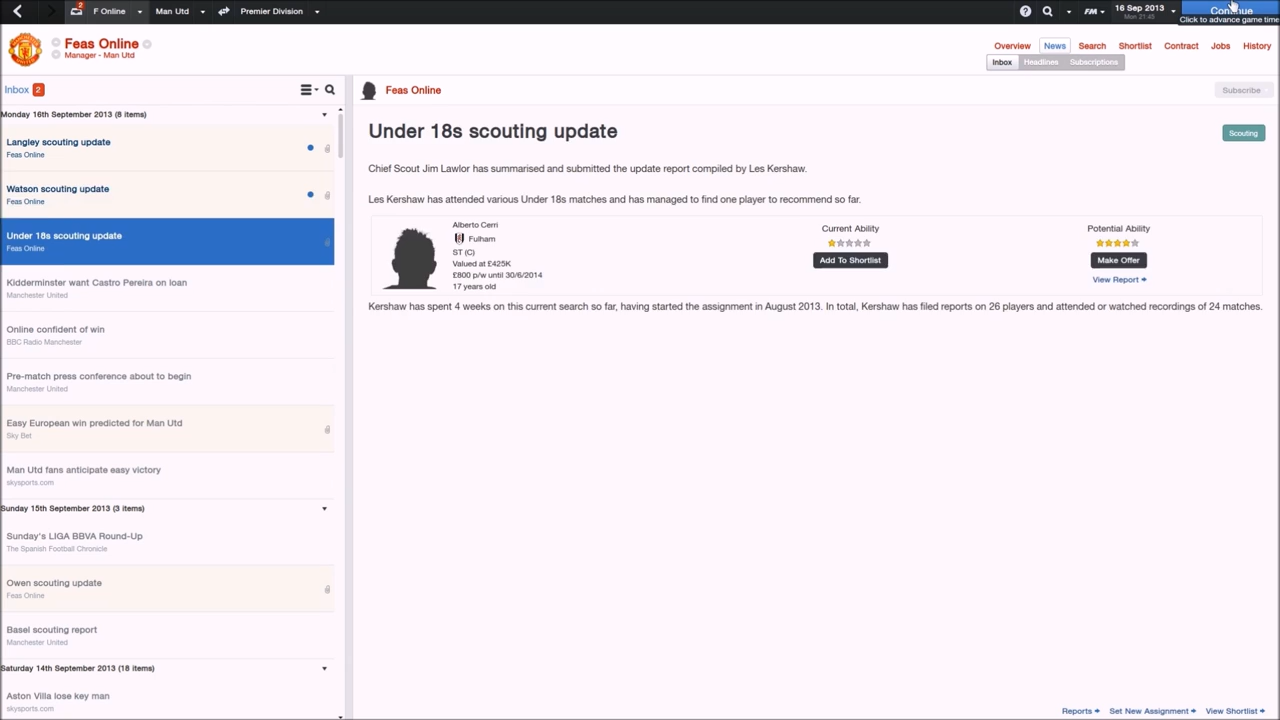 2
F Online
Man Utd
Premier Division
FM
16 Sep 2013
Mon 21:45
Continue
Click to advance game time
Feas Online
Manager - Man Utd
Overview
News
Search
Shortlist
Contract
Jobs
History
Inbox
Headlines
Subscriptions
Inbox 2
Monday 16th September 2013 (8 items)
Langley scouting update
Feas Online
Watson scouting update
Feas Online
Under 18s scouting update
Feas Online
Kidderminster want Castro Pereira on loan
Manchester United
Online confident of win
BBC Radio Manchester
Pre-match press conference about to begin
Manchester United
Easy European win predicted for Man Utd
Sky Bet
Man Utd fans anticipate easy victory
skysports.com
Sunday 15th September 2013 (3 items)
Sunday's LIGA BBVA Round-Up
The Spanish Football Chronicle
Owen scouting update
Feas Online
Basel scouting report
Manchester United
Saturday 14th September 2013 (18 items)
Aston Villa lose key man
skysports.com
Feas Online
Subscribe
Under 18s scouting update
Scouting
Chief Scout Jim Lawlor has summarised and submitted the update report compiled by Les Kershaw.
Les Kershaw has attended various Under 18s matches and has managed to find one player to recommend so far.
Alberto Cerri
Fulham
ST (C)
Valued at £425K
£800 p/w until 30/6/2014
17 years old
Current Ability
Add To Shortlist
Potential Ability
Make Offer
View Report
Kershaw has spent 4 weeks on this current search so far, having started the assignment in August 2013. In total, Kershaw has filed reports on 26 players and attended or watched recordings of 24 matches.
Reports
Set New Assignment
View Shortlist